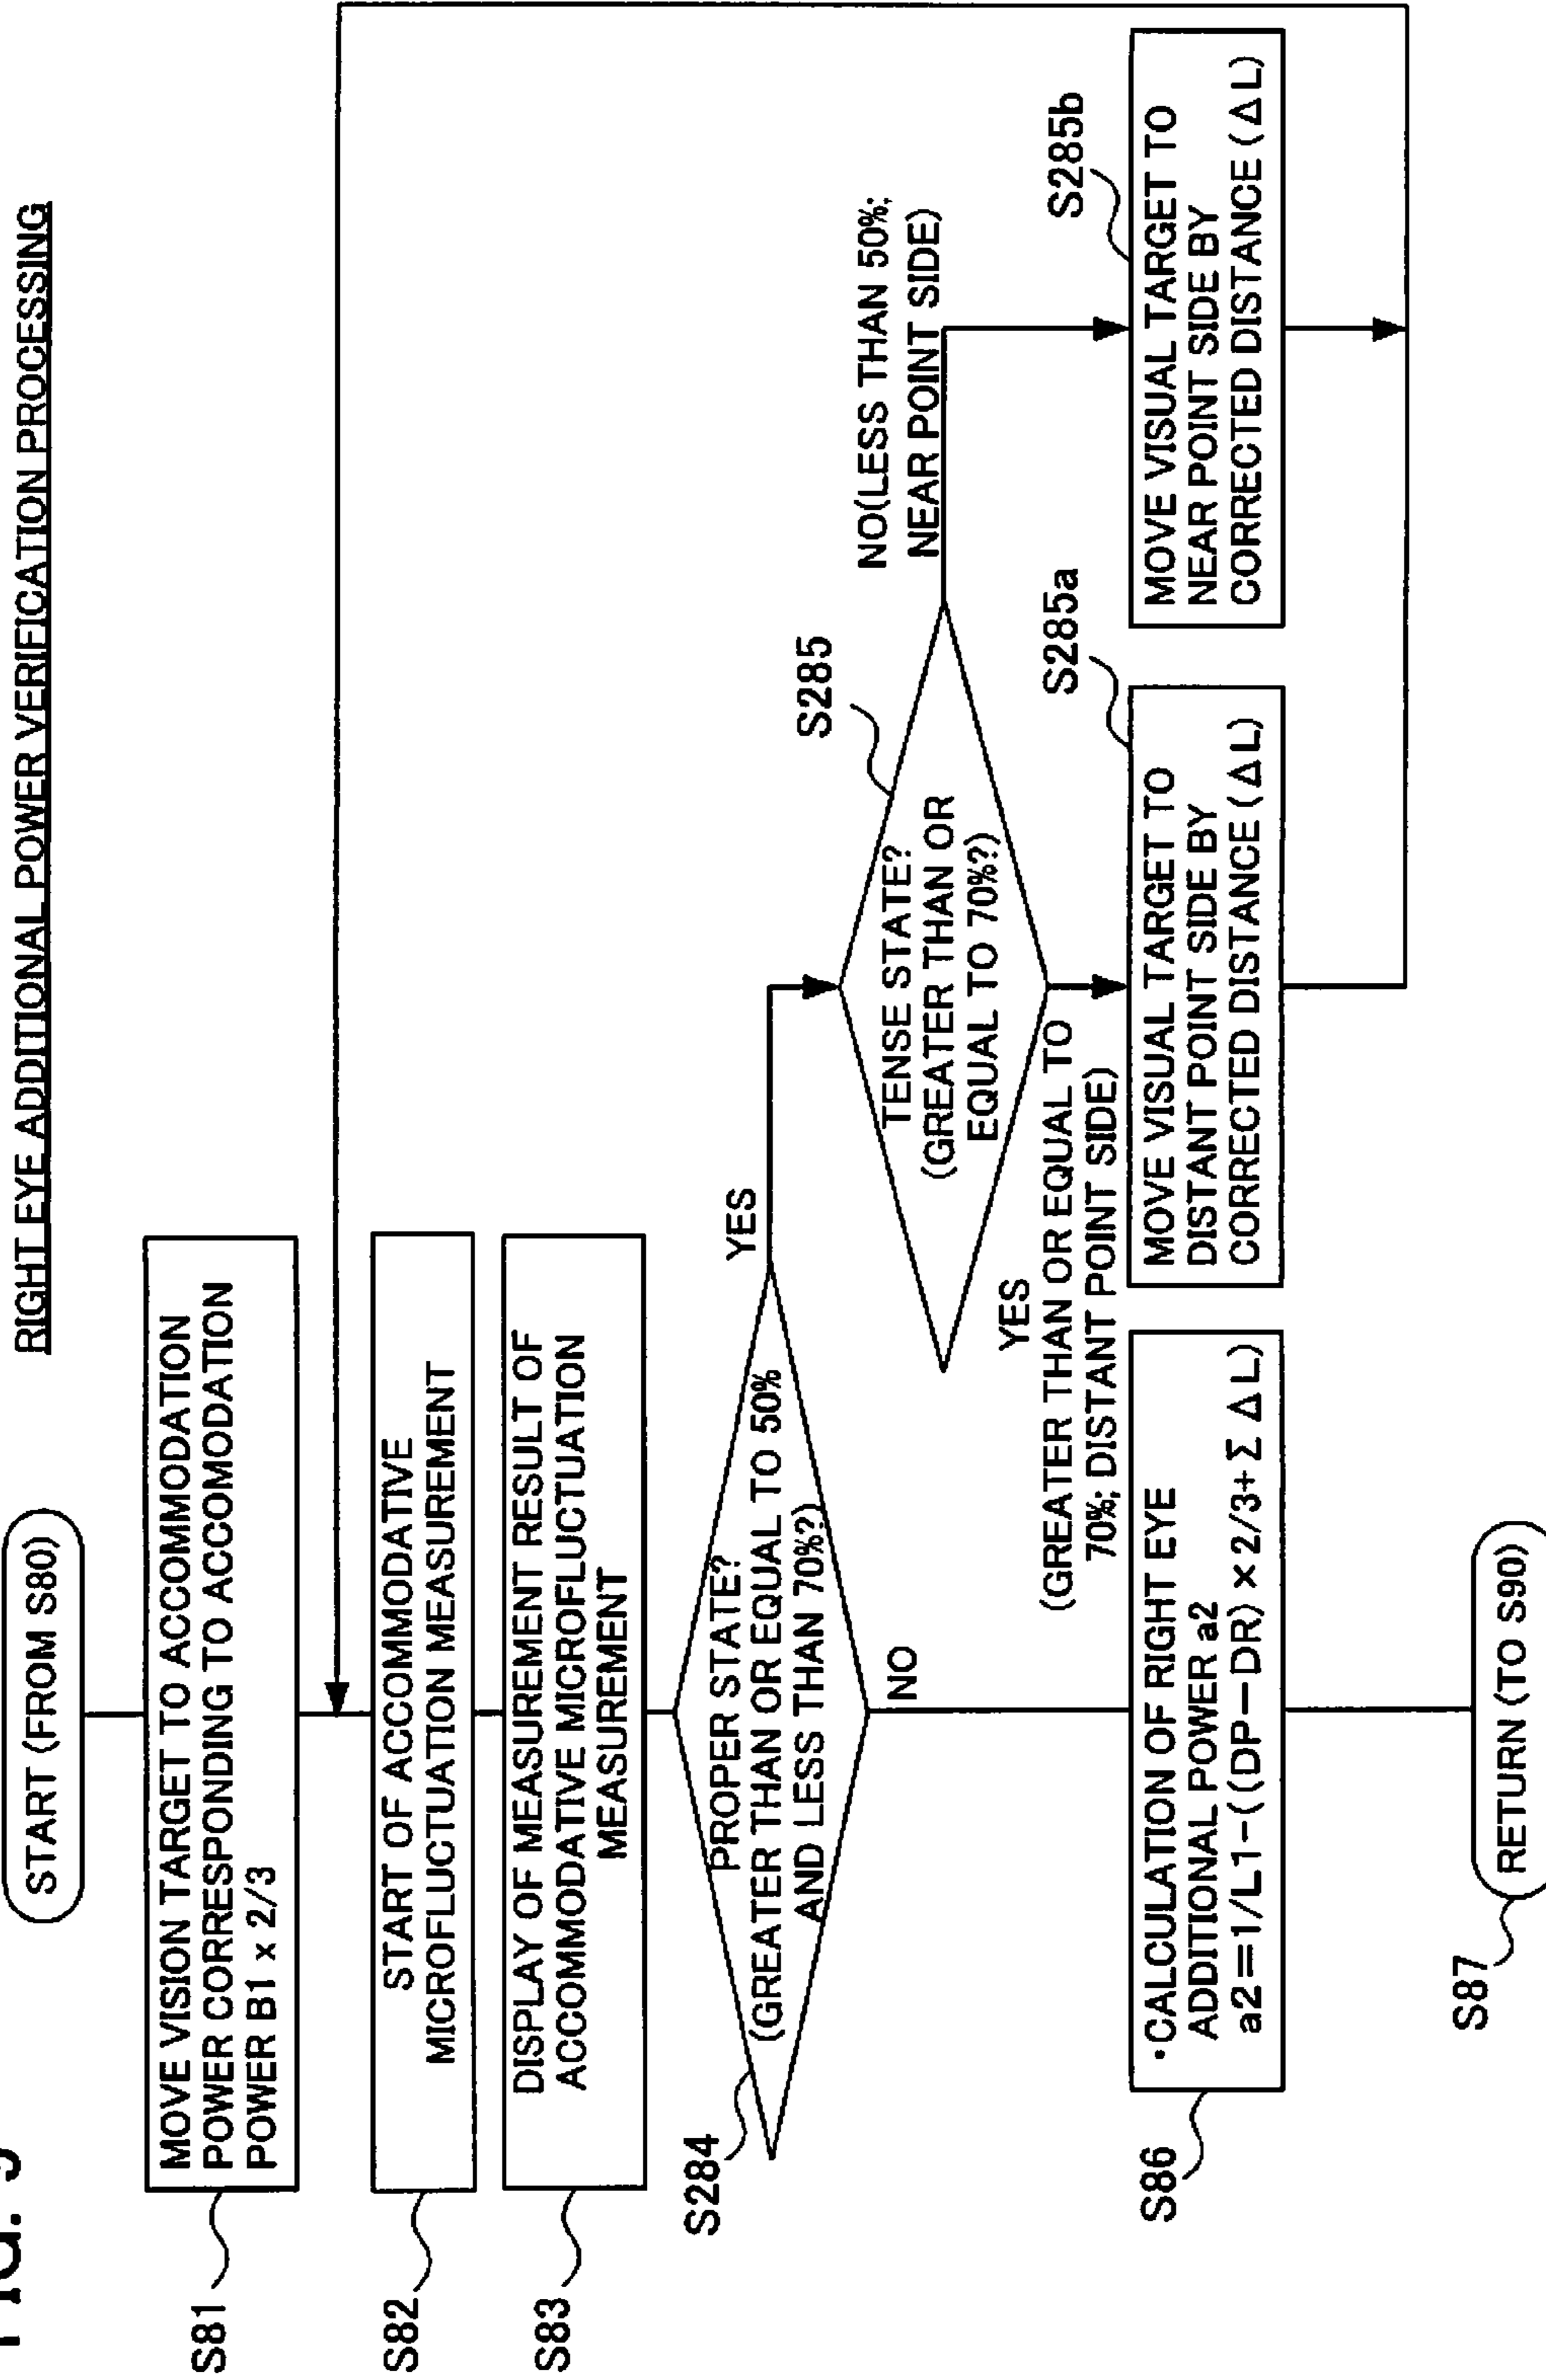 RIGHT EYE ADDITIONAL POWER VERIFICATION PROCESSING
START (FROM S80)
S81
MOVE VISION TARGET TO ACCOMMODATION
POWER CORRESPONDING TO ACCOMODATION
POWER B1 x 2/3
S82
START OF ACCOMMODATIVE
MICROFLUCTUATION MEASUREMENT
S83
DISPLAY OF MEASUREMENT RESULT OF
ACCOMMODATIVE MICROFLUCTUATION
MEASUREMENT
S284
PROPER STATE?
(GREATER THAN OR EQUAL TO 50%
AND LESS THAN 70%?)
YES
NO
S285
TENSE STATE?
(GREATER THAN OR
EQUAL TO 70%?)
NO(LESS THAN 50%;
NEAR POINT SIDE)
YES
(GREATER THAN OR EQUAL TO
70%; DISTANT POINT SIDE)
S285a
MOVE VISUAL TARGET TO
DISTANT POINT SIDE BY
CORRECTED DISTANCE (ΔL)
S285b
MOVE VISUAL TARGET TO
NEAR POINT SIDE BY
CORRECTED DISTANCE (ΔL)
S86
・CALCULATION OF RIGHT EYE
ADDITIONAL POWER a2
a2=1/L1-((DP-DR)×2/3+Σ ΔL)
S87
RETURN (TO S90)